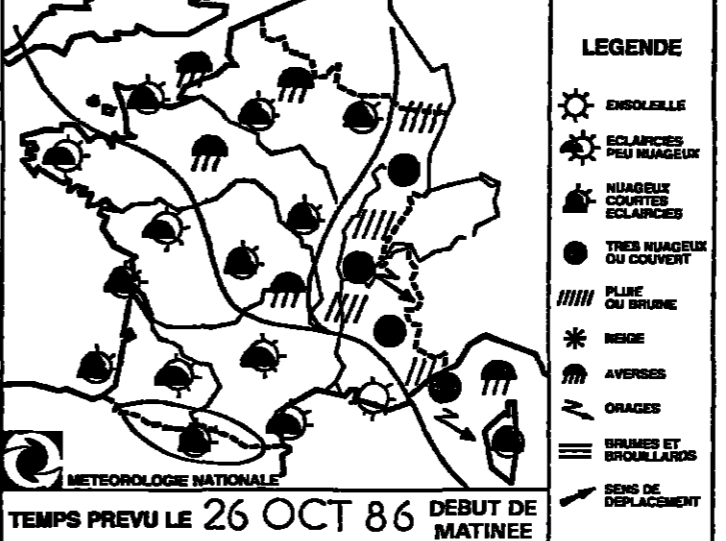 LEGENDE
ENSOLEILLE
ECLAIRCIES
PEU NUAGEUX
NUAGEUX
COURTES
ECLAIRCIES
TRES NUAGEUX
OU COUVERT
PLUIE
OU BRUINE
NEIGE
AVERSES
ORAGES
BRUMES ET
BROUILLARDS
SENS DE
DEPLACEMENT
METEOROLOGIE NATIONALE
TEMPS PREVU LE 26 OCT 86 DEBUT DE
MATINEE